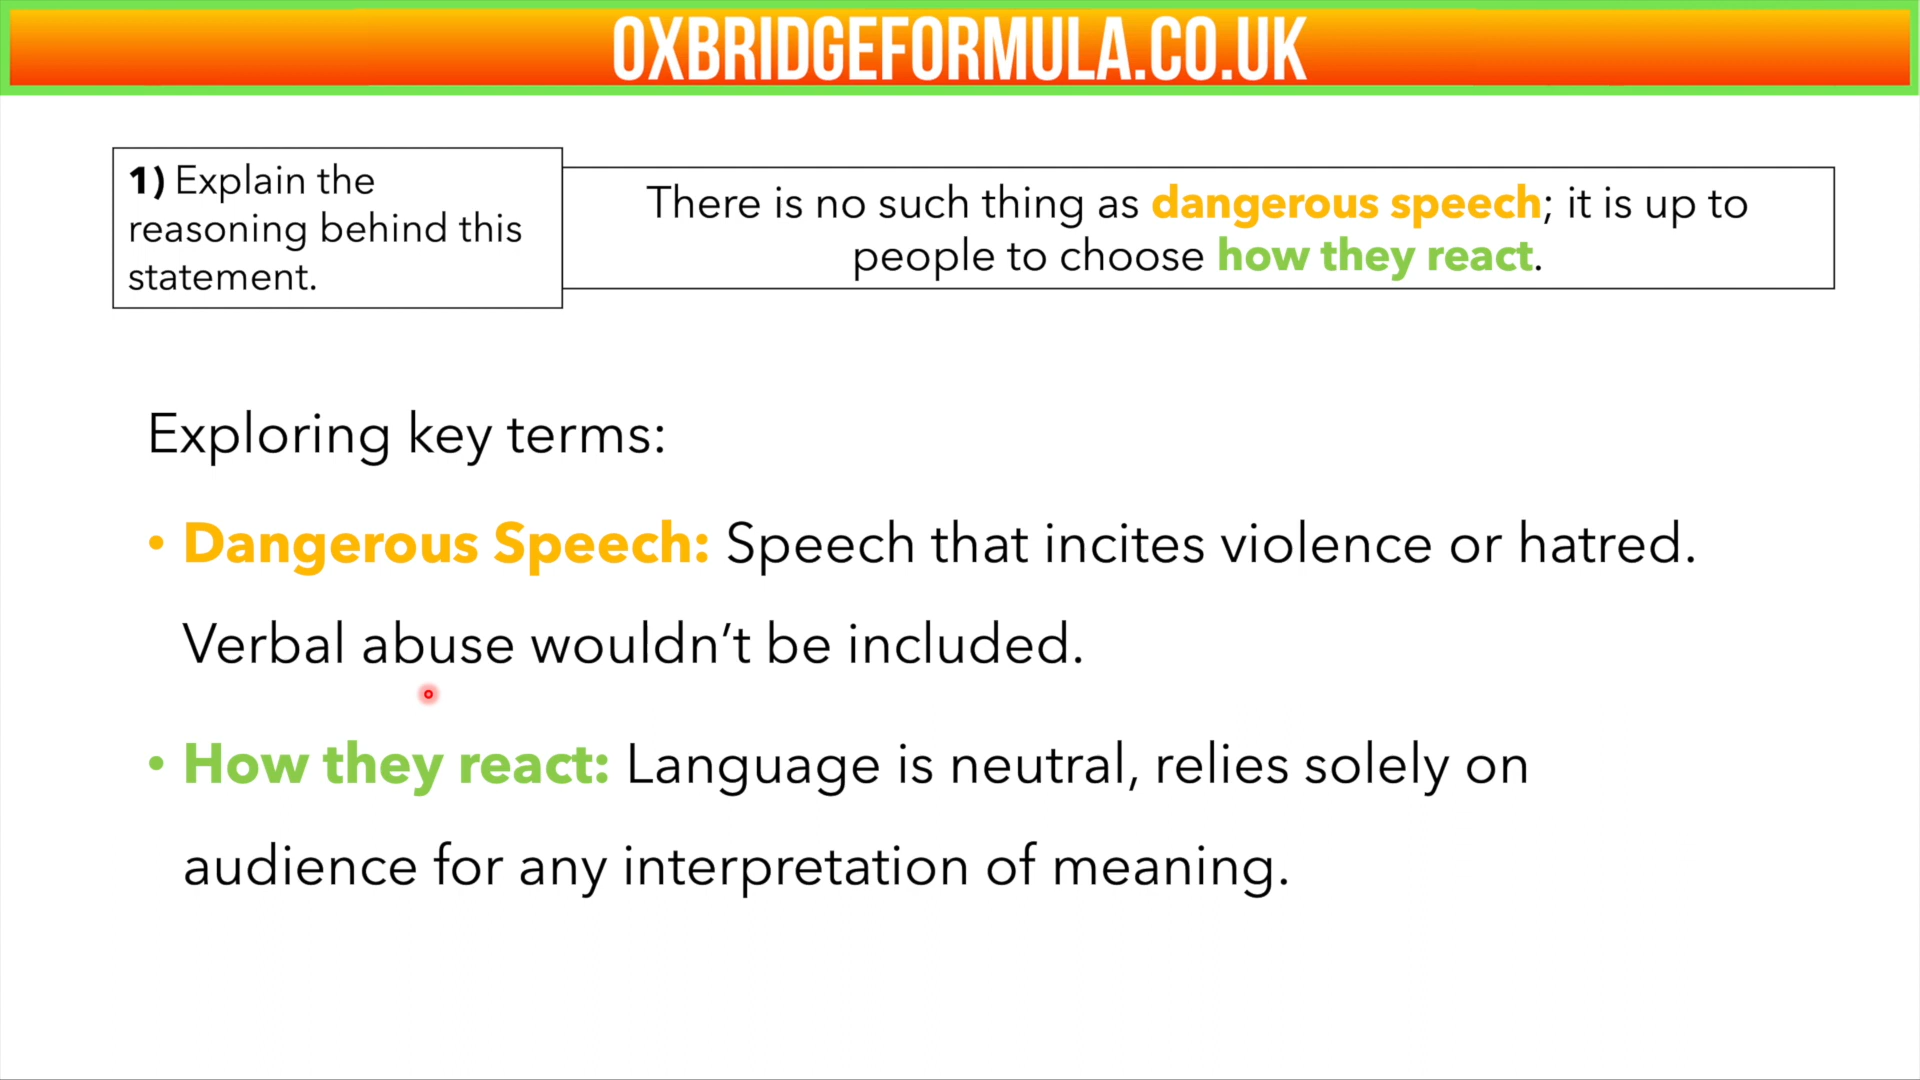 OXBRIDGEFORMULA.CO.UK
1) Explain the
reasoning behind this
statement.
There is no such thing as dangerous speech; it is up to
people to choose how they react.
Exploring key terms:
• Dangerous Speech: Speech that incites violence or hatred.
Verbal abuse wouldn’t be included.
• How they react: Language is neutral, relies solely on
audience for any interpretation of meaning.